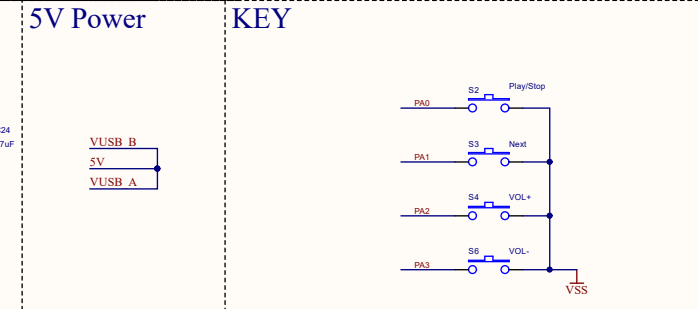 5V Power
KEY
S2 Play/Stop
PA0
24
7uF
S3 Next
VUSB_B
5V
PA1
VUSB_A
S4 VOL+
PA2
S6 VOL-
PA3
VSS